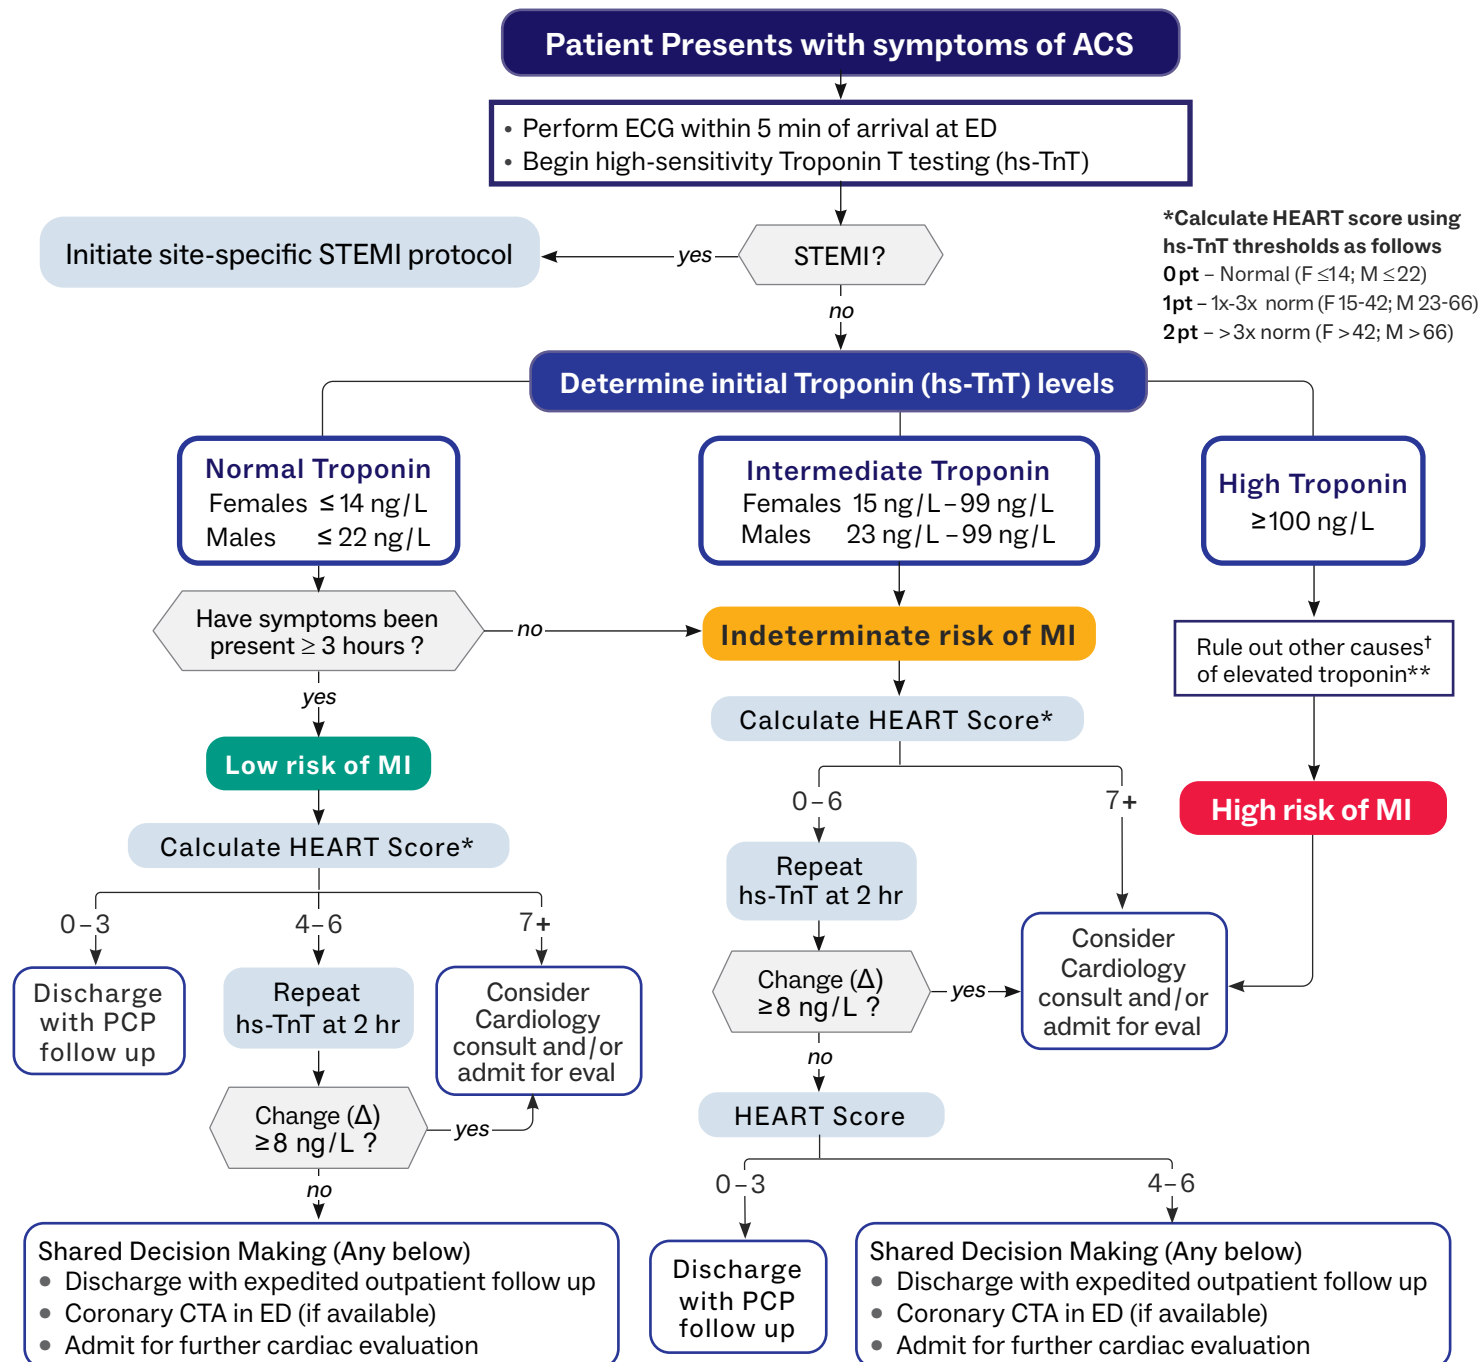 Patient Presents with symptoms of ACS
• Perform ECG within 5 min of arrival at ED
• Begin high-sensitivity Troponin T testing (hs-TnT)
*Calculate HEART score using
hs-TnT thresholds as follows
0 pt – Normal (F ≤14; M ≤22)
1pt – 1x-3x norm (F 15-42; M 23-66)
2 pt – >3x norm (F >42; M >66)
Initiate site-specific STEMI protocol
yes
STEMI?
no
Determine initial Troponin (hs-TnT) levels
Normal Troponin
Females ≤ 14 ng/L
Males ≤ 22 ng/L
Intermediate Troponin
Females 15 ng/L – 99 ng/L
Males 23 ng/L – 99 ng/L
High Troponin
≥100 ng/L
Have symptoms been
present ≥ 3 hours ?
no
yes
Indeterminate risk of MI
Rule out other causes†
of elevated troponin**
Low risk of MI
Calculate HEART Score*
High risk of MI
Calculate HEART Score*
0 – 6
7+
Repeat
hs-TnT at 2 hr
0 – 3
4 – 6
7+
Discharge
with PCP
follow up
Repeat
hs-TnT at 2 hr
Consider
Cardiology
consult and/or
admit for eval
Change (Δ)
≥8 ng/L ?
yes
Consider
Cardiology
consult and/or
admit for eval
no
Change (Δ)
≥8 ng/L ?
yes
no
HEART Score
0 – 3
4 – 6
Shared Decision Making (Any below)
• Discharge with expedited outpatient follow up
• Coronary CTA in ED (if available)
• Admit for further cardiac evaluation
Discharge
with PCP
follow up
Shared Decision Making (Any below)
• Discharge with expedited outpatient follow up
• Coronary CTA in ED (if available)
• Admit for further cardiac evaluation